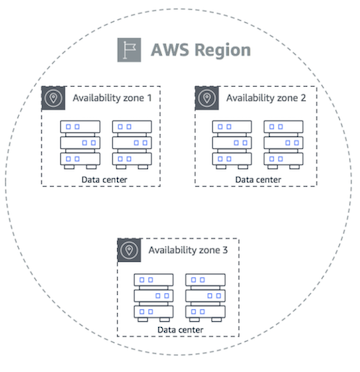 AWS Region
Availability zone 1
Availability zone 2
Data center
Data center
Availability zone 3
Data center